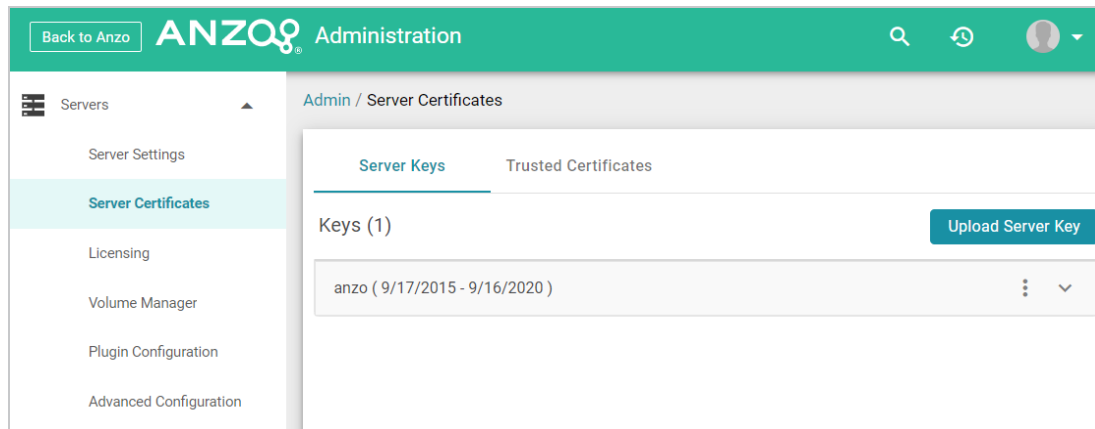 Back to Anzo
ANZO® Administration
Servers
Server Settings
Server Certificates
Licensing
Volume Manager
Plugin Configuration
Advanced Configuration
Admin / Server Certificates
Server Keys Trusted Certificates
Keys (1) Upload Server Key
anzo ( 9/17/2015 - 9/16/2020 )